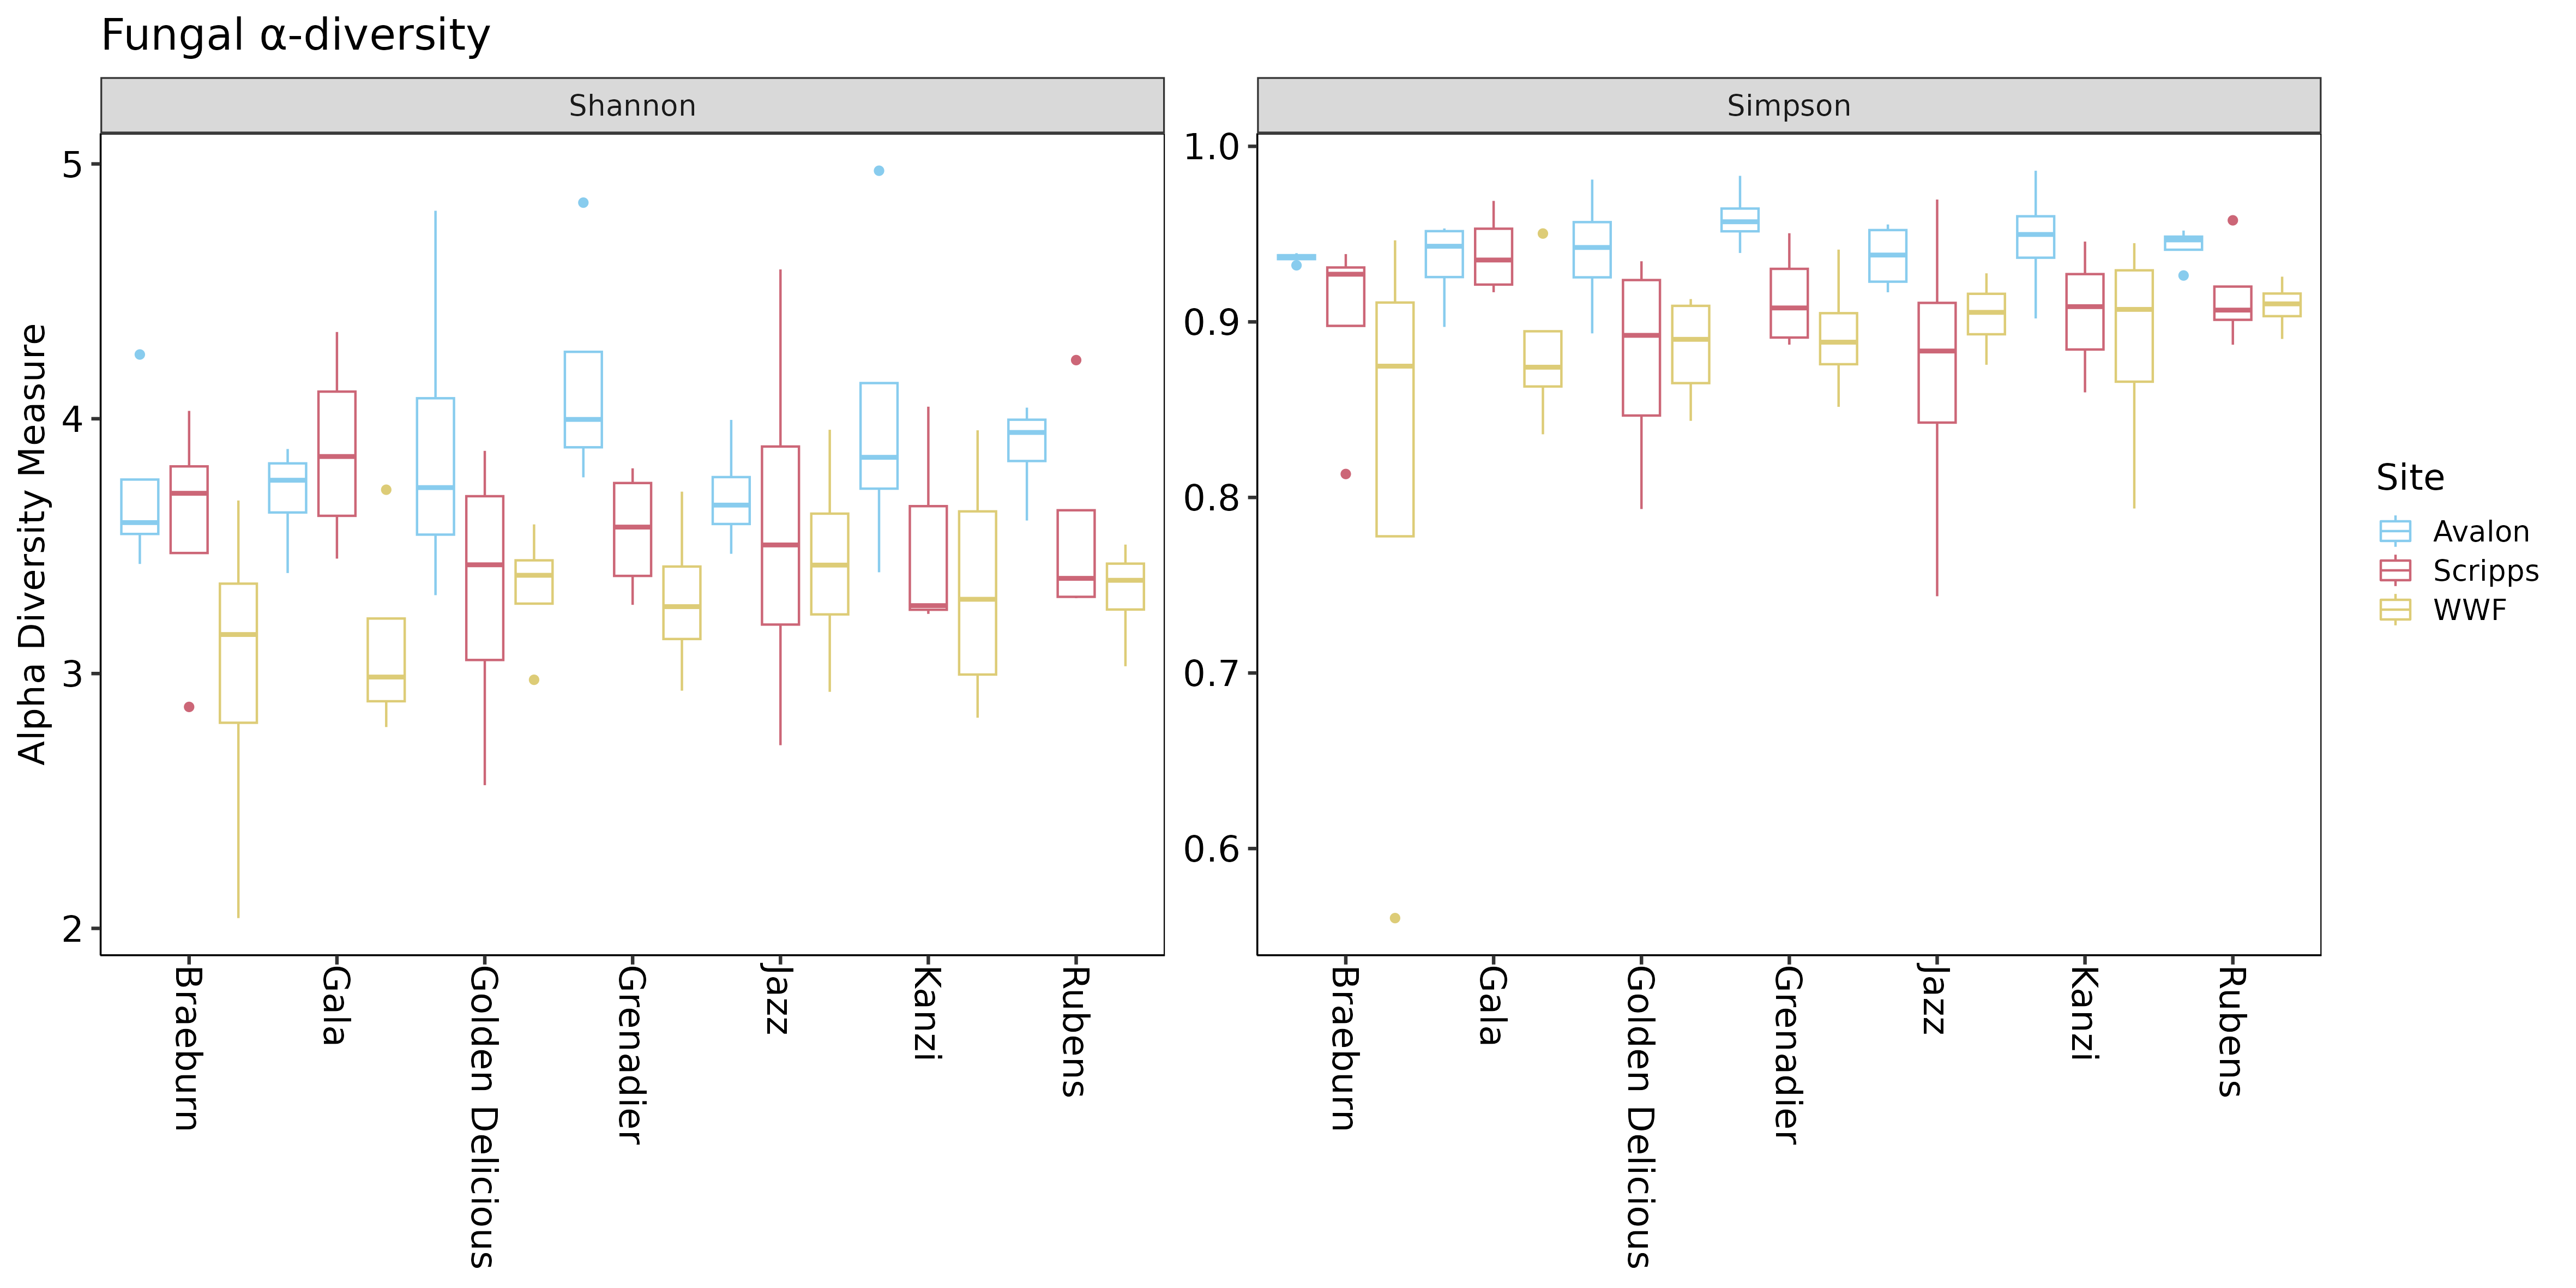 Fungal α-diversity
Shannon
Simpson
Alpha Diversity Measure
5
4
3
2
1.0
0.9
0.8
0.7
0.6
Braeburn
Gala
Golden Delicious
Grenadier
Jazz
Kanzi
Rubens
Braeburn
Gala
Golden Delicious
Grenadier
Jazz
Kanzi
Rubens
Site
Avalon
Scripps
WWF